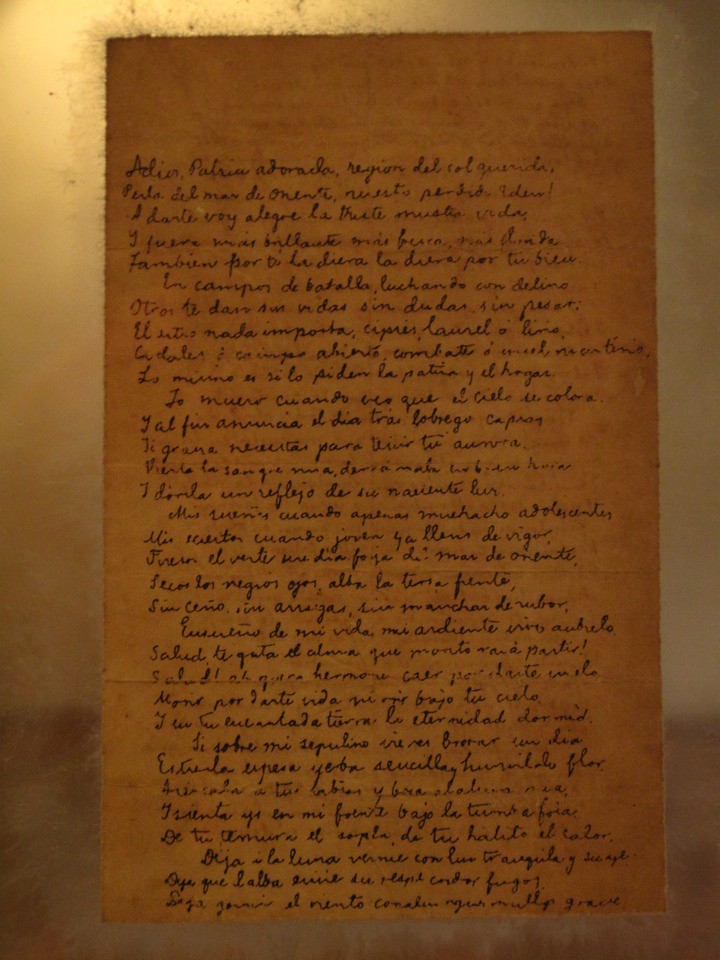 Adios, Patria adorada, region del sol querida,
Perla del mar de oriente, nuestro perdido Eden!
A darte voy alegre la triste mustia vida,
Y fuera más brillante más fresca, más florida
Tambien por tí la diera la diera por tu bien.
En campos de batalla, luchando con delirio
Otros te dan sus vidas sin dudas, sin pesar;
El sitio nada importa, ciprés, laurel ó lirio,
Cadalso ó campo abierto, combate ó cruel martirio,
Lo mismo es si lo piden la patria y el hogar.
Yo muero cuando veo que el cielo se colora
Y al fin anuncia el día trás lobrego capuz
Si grana necesitas para teñir tu aurora
Vierte la sangre mia, derrámala en buen hora
Y dórela un reflejo de su naciente luz.
Mis sueños cuando apenas muchacho adolescente
Mis sueños cuando joven ya lleno de vigor,
Fueron el verte un dia joya del mar de oriente,
Secos los negros ojos, alta la tersa frente,
Sin ceño, sin arrugas, sin manchas de rubor,
Ensueño de mi vida, mi ardiente vivo anhelo
Salud, te grita el alma que pronto va á partir!
Salud! ah que es hermoso caer por darte vuelo
Morir por darte vida morir bajo tu cielo
Y en tu encantada tierra la eternidad dormir.
Si sobre mi sepulcro vieres brotar un dia
Entre la espesa yerba sencilla, humilde flor
Acércala a tus labios y besa al alma mia,
Y sienta yo en mi frente bajo la tumba fria
De tu ternura el soplo, de tu halito el calor.
Deja á la luna verme con luz tranquila y suave
Deja que el alba envie su resplandor fugaz
Deja gemir el viento con su murmullo grave